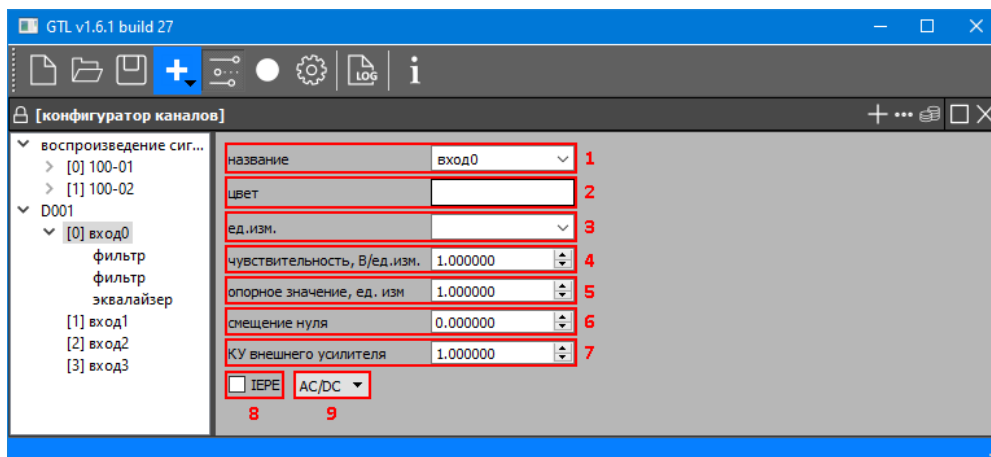 GTL v1.6.1 build 27
LOG
[конфигуратор каналов]
воспроизведение сиг...
[0] 100-01
[1] 100-02
D001
[0] вход0
фильтр
фильтр
эквалайзер
[1] вход1
[2] вход2
[3] вход3
название вход0 1
цвет 2
ед.изм. 3
чувствительность, В/ед.изм. 1.000000 4
опорное значение, ед. изм 1.000000 5
смещение нуля 0.000000 6
КУ внешнего усилителя 1.000000 7
IEPE AC/DC
8 9